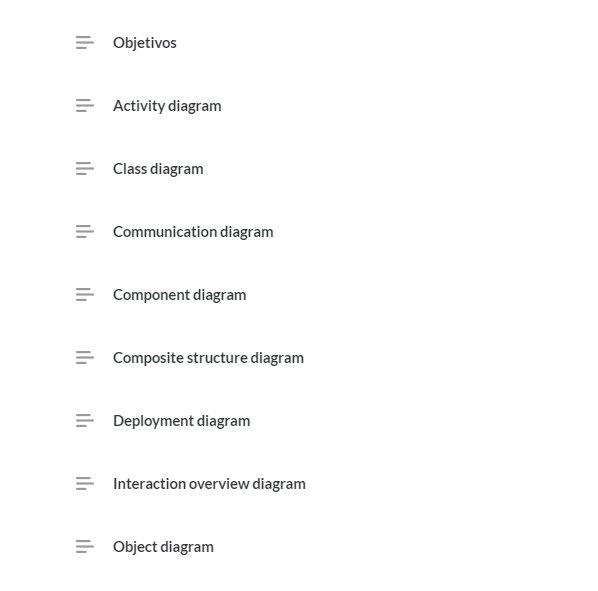 Objetivos
Activity diagram
Class diagram
Communication diagram
Component diagram
Composite structure diagram
Deployment diagram
Interaction overview diagram
Object diagram